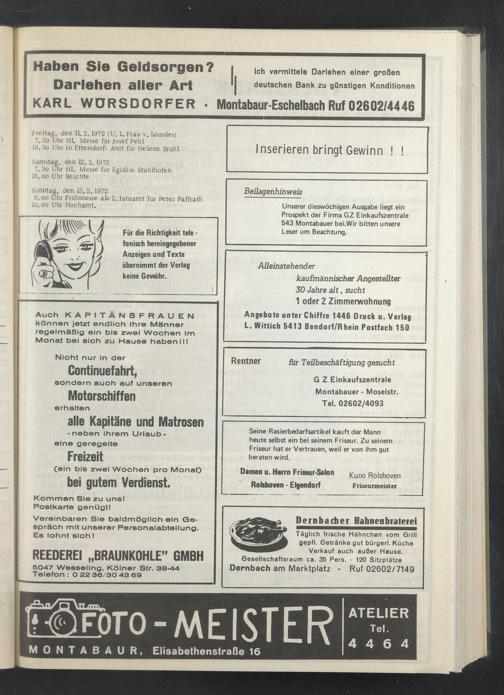 Haben Sie Geldsorgen?
Darlehen aller Art
KARL WÖRSDORFER · Montabaur-Eschelbach Ruf 02602/4446
Ich vermittele Darlehen einer großen
deutschen Bank zu günstigen Konditionen
Freitag, den 11.2.1972 (U. L. Frau v. Lourdes)
7.30 Uhr Hl. Messe für Josef Pehl
19.30 Uhr in Ettersdorf: Amt für Helene Brühl
Samstag, den 12.2.1972
7.30 Uhr Hl. Messe für Egidius Stahlhofen
18.00 Uhr Beichte
Sonntag, den 13.2.1972
8.00 Uhr Frühmesse als 2. Jahramt für Peter Paffrath
10.00 Uhr Hochamt.
Für die Richtigkeit tele-
fonisch hereingegebener
Anzeigen und Texte
übernimmt der Verlag
keine Gewähr.
Auch KAPITÄNSFRAUEN
können jetzt endlich ihre Männer
regelmäßig ein bis zwei Wochen im
Monat bei sich zu Hause haben!!!
Nicht nur in der
Continuefahrt,
sondern auch auf unseren
Motorschiffen
erhalten
alle Kapitäne und Matrosen
-neben ihrem Urlaub-
eine geregelte
Freizeit
(ein bis zwei Wochen pro Monat)
bei gutem Verdienst.
Kommen Sie zu uns!
Postkarte genügt!
Vereinbaren Sie baldmöglich ein Ge-
spräch mit unserer Personalabteilung.
Es lohnt sich!
REEDEREI „BRAUNKOHLE" GMBH
5047 Wesseling, Kölner Str. 38-44
Telefon: 0 22 36/30 43 69
Inserieren bringt Gewinn ! !
Beilagenhinweis
Unserer dieswöchigen Ausgabe liegt ein
Prospekt der Firma GZ Einkaufszentrale
543 Montabaur bei.Wir bitten unsere
Leser um Beachtung.
Alleinstehender
kaufmännischer Angestellter
30 Jahre alt, sucht
1 oder 2 Zimmerwohnung
Angebote unter Chiffre 1446 Druck u. Verlag
L. Wittich 5413 Bendorf/Rhein Postfach 150
Rentner für Teilbeschäftigung gesucht
G Z Einkaufszentrale
Montabaur - Moselstr.
Tel. 02602/4093
Seine Rasierbedarfsartikel kauft der Mann
heute selbst ein bei seinem Friseur. Zu seinem
Friseur hat er Vertrauen, weil er von ihm gut
beraten wird.
Damen u. Herrn Friseur-Salon
Rolshoven - Elgendorf
Kuno Rolshoven
Friseurmeister
Dernbacher Hahnenbraterei
Täglich frische Hähnchen vom Grill
gepfl. Getränke gut bürgerl. Küche
Verkauf auch außer Hause.
Gesellschaftsraum ca. 35 Pers. - 120 Sitzplätze
Dernbach am Marktplatz - Ruf 02602/7149
FOTO-MEISTER
MONTABAUR, Elisabethenstraße 16
ATELIER
Tel.
4464